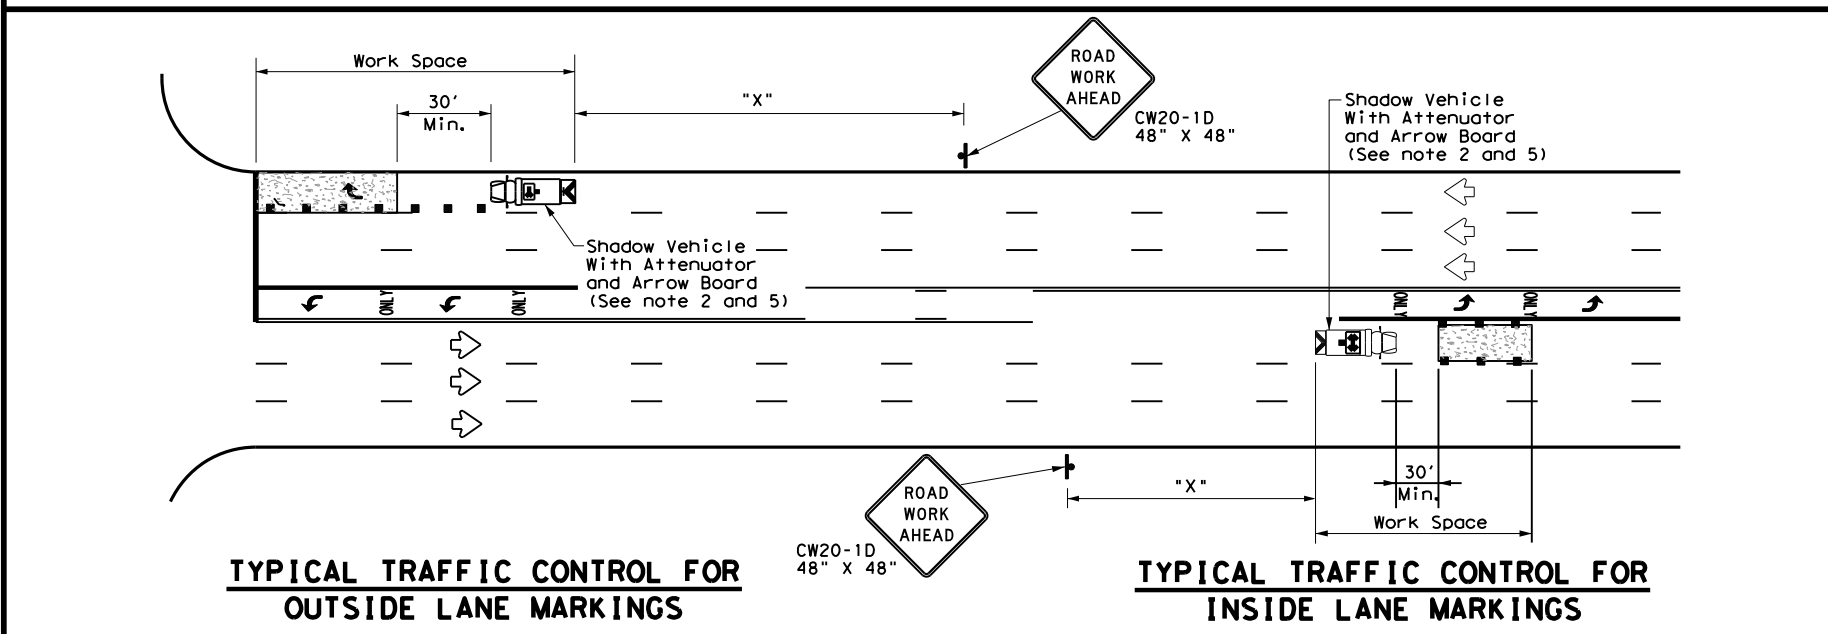 Work Space
30'
Min.
"X"
ROAD
WORK
AHEAD
CW20-1D
48" X 48"
Shadow Vehicle
With Attenuator
and Arrow Board
(See note 2 and 5)
Shadow Vehicle
With Attenuator
and Arrow Board
(See note 2 and 5)
ONLY
ONLY
ONLY
ONLY
ROAD
WORK
AHEAD
CW20-1D
48" X 48"
"X"
30'
Min.
Work Space
TYPICAL TRAFFIC CONTROL FOR
OUTSIDE LANE MARKINGS
TYPICAL TRAFFIC CONTROL FOR
INSIDE LANE MARKINGS